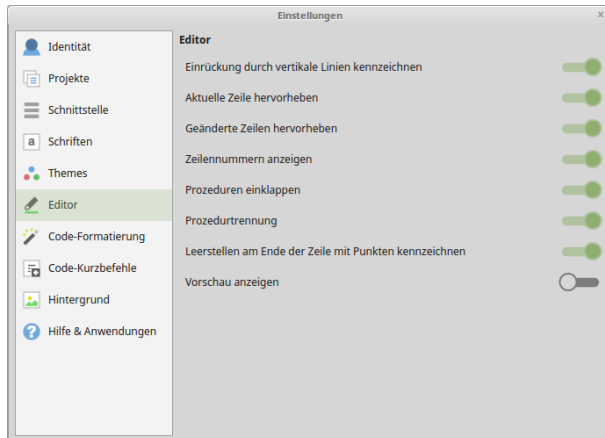 Einstellungen
x
Identität
Projekte
Schnittstelle
a Schriften
Themes
Editor
Code-Formatierung
Code-Kurzbefehle
Hintergrund
? Hilfe & Anwendungen
Editor
Einrückung durch vertikale Linien kennzeichnen
Aktuelle Zeile hervorheben
Geänderte Zeilen hervorheben
Zeilennummern anzeigen
Prozeduren einklappen
Prozedurtrennung
Leerstellen am Ende der Zeile mit Punkten kennzeichnen
Vorschau anzeigen